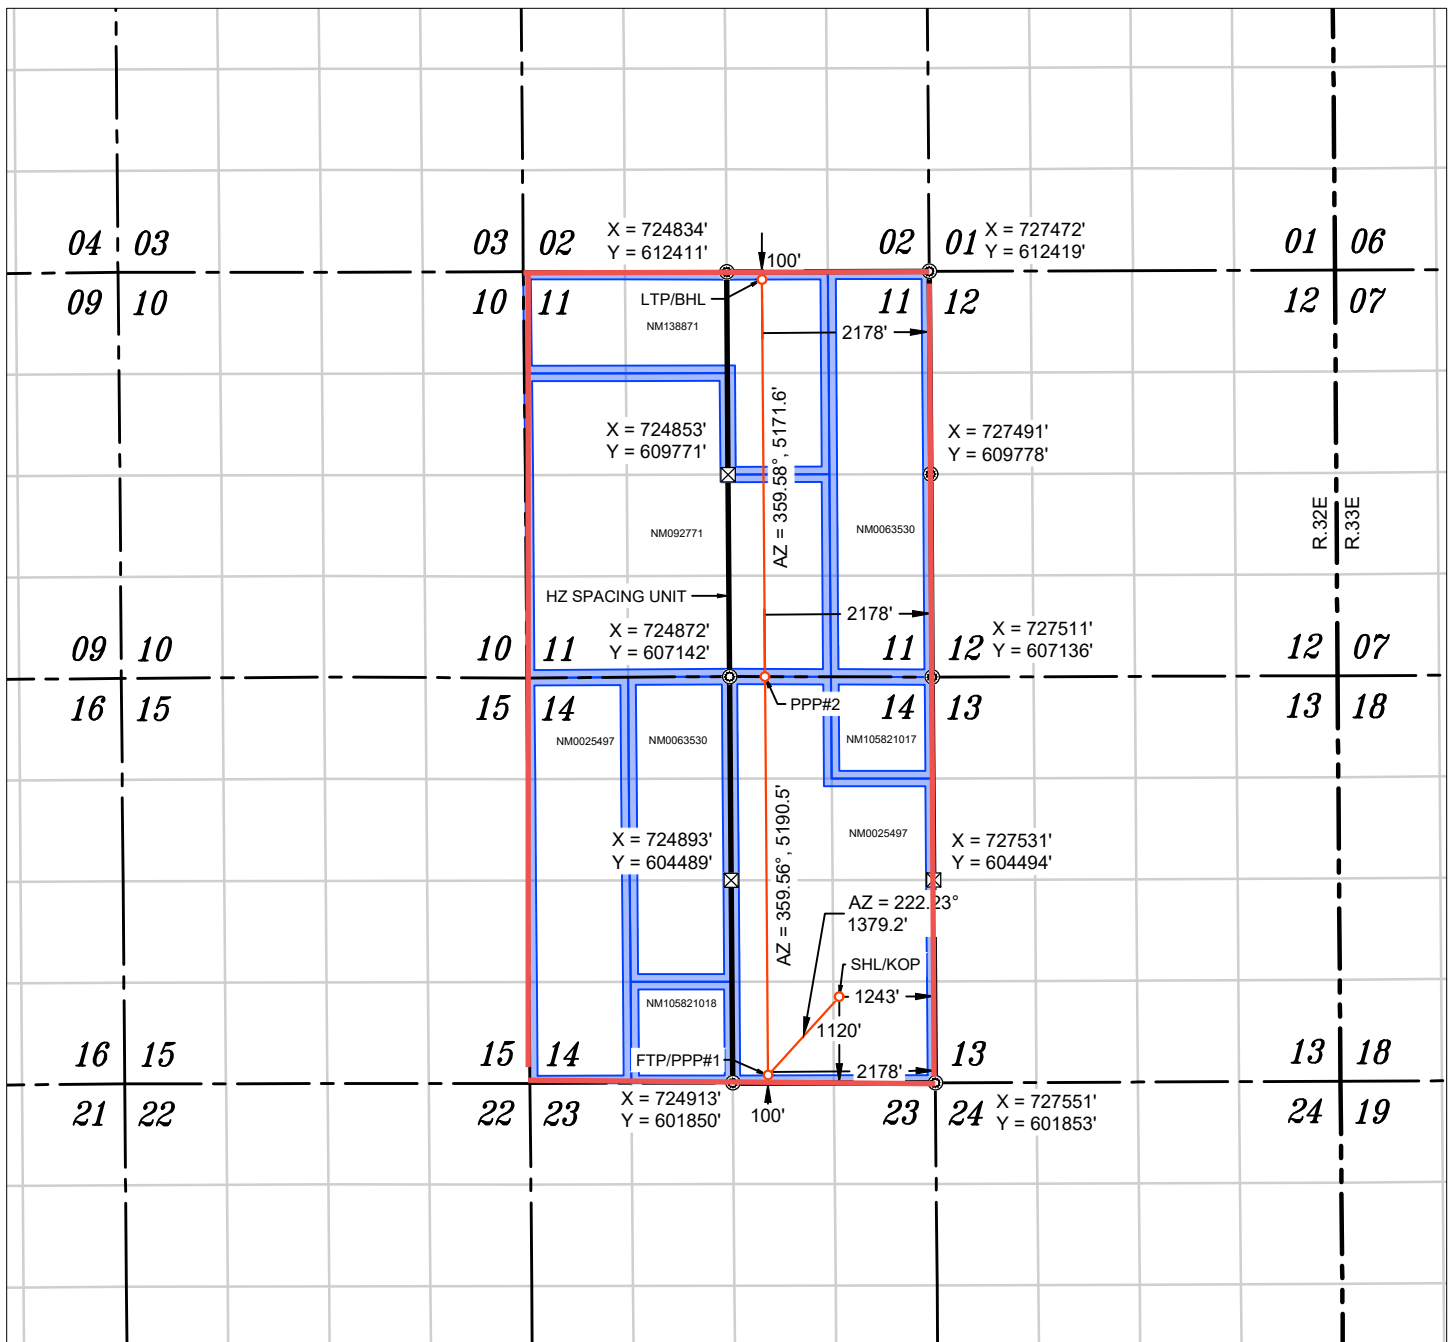 X = 724834'
Y = 612411'
X = 727472'
Y = 612419'
04 03
03 02
02 01
01 06
100'
09 10
10 11
11 12
12 07
LTP/BHL
NM138871
2178'
AZ = 359.58°, 5171.6'
X = 724853'
Y = 609771'
X = 727491'
Y = 609778'
NM092771
NM0063530
R.32E
R.33E
HZ SPACING UNIT
2178'
X = 724872'
Y = 607142'
X = 727511'
Y = 607136'
09 10
10 11
11 12
12 07
16 15
15 14
14 13
13 18
PPP#2
NM0025497
NM0063530
NM105821017
AZ = 359.56°, 5190.5'
X = 724893'
Y = 604489'
NM0025497
X = 727531'
Y = 604494'
AZ = 222.23°
1379.2'
SHL/KOP
1243'
NM105821018
1120'
16 15
15 14
13
13 18
FTP/PPP#1
2178'
21 22
22 23
23 24
24 19
X = 724913'
Y = 601850'
100'
X = 727551'
Y = 601853'